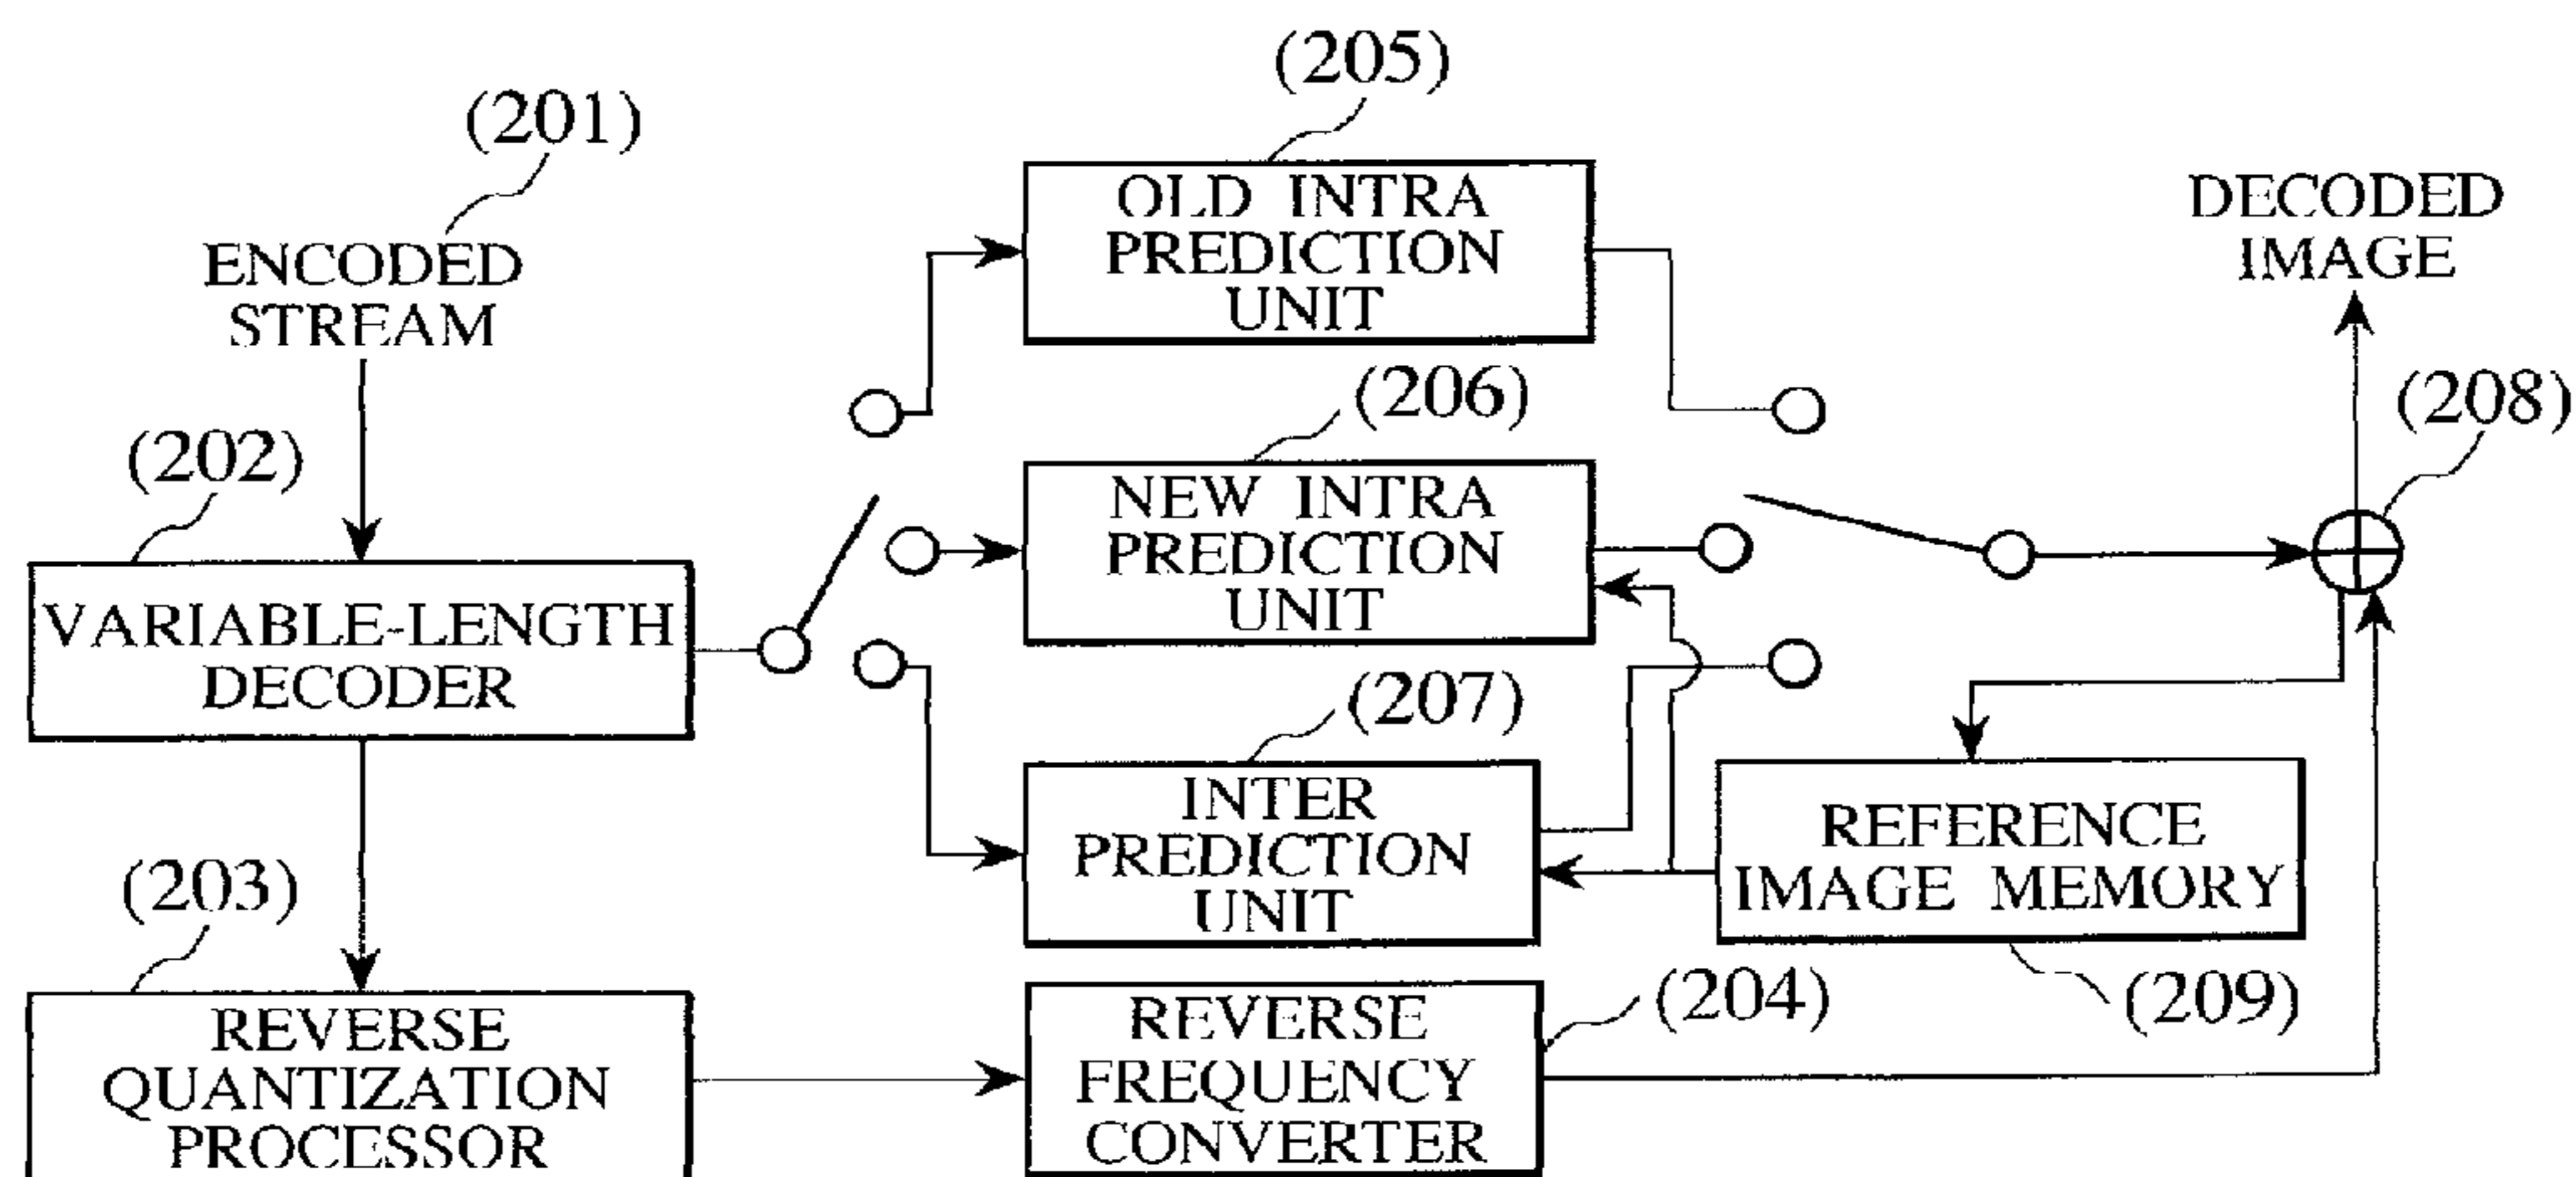 (205)
(201)
OLD INTRA
PREDICTION
UNIT
DECODED
IMAGE
ENCODED
STREAM
(206)
(208)
(202)
NEW INTRA
PREDICTION
UNIT
VARIABLE-LENGTH
DECODER
(207)
INTER
PREDICTION
UNIT
REFERENCE
IMAGE MEMORY
(203)
(204)
(209)
REVERSE
QUANTIZATION
PROCESSOR
REVERSE
FREQUENCY
CONVERTER